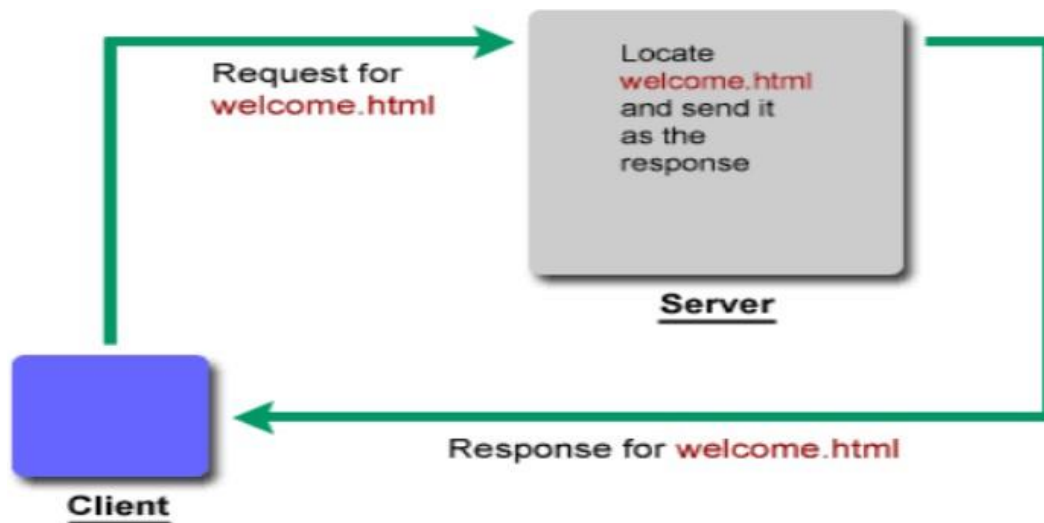 Request for
welcome.html
Locate
welcome.html
and send it
as the
response
Server
Response for welcome.html
Client